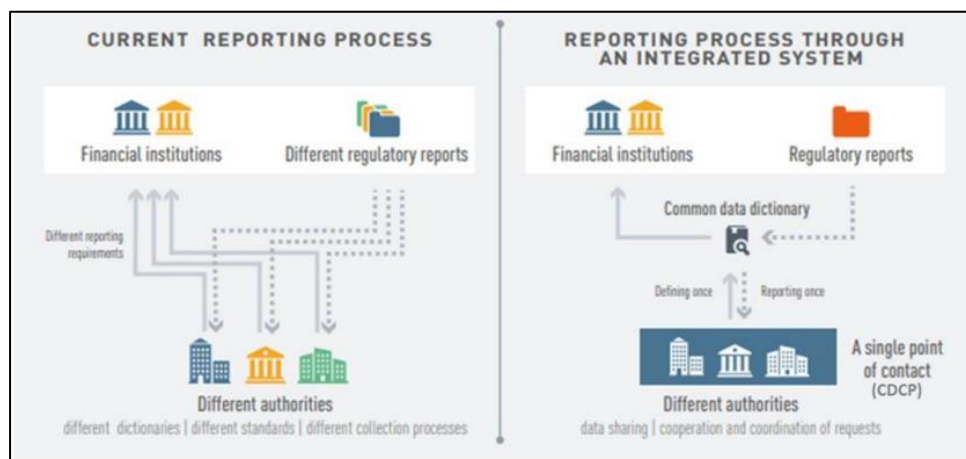 CURRENT REPORTING PROCESS
Financial institutions
Different regulatory reports
Different reporting
requirements
Different authorities
different dictionaries | different standards | different collection processes
REPORTING PROCESS THROUGH
AN INTEGRATED SYSTEM
Financial institutions
Regulatory reports
Common data dictionary
Defining once
Reporting once
A single point
of contact
(CDCP)
Different authorities
data sharing | cooperation and coordination of requests